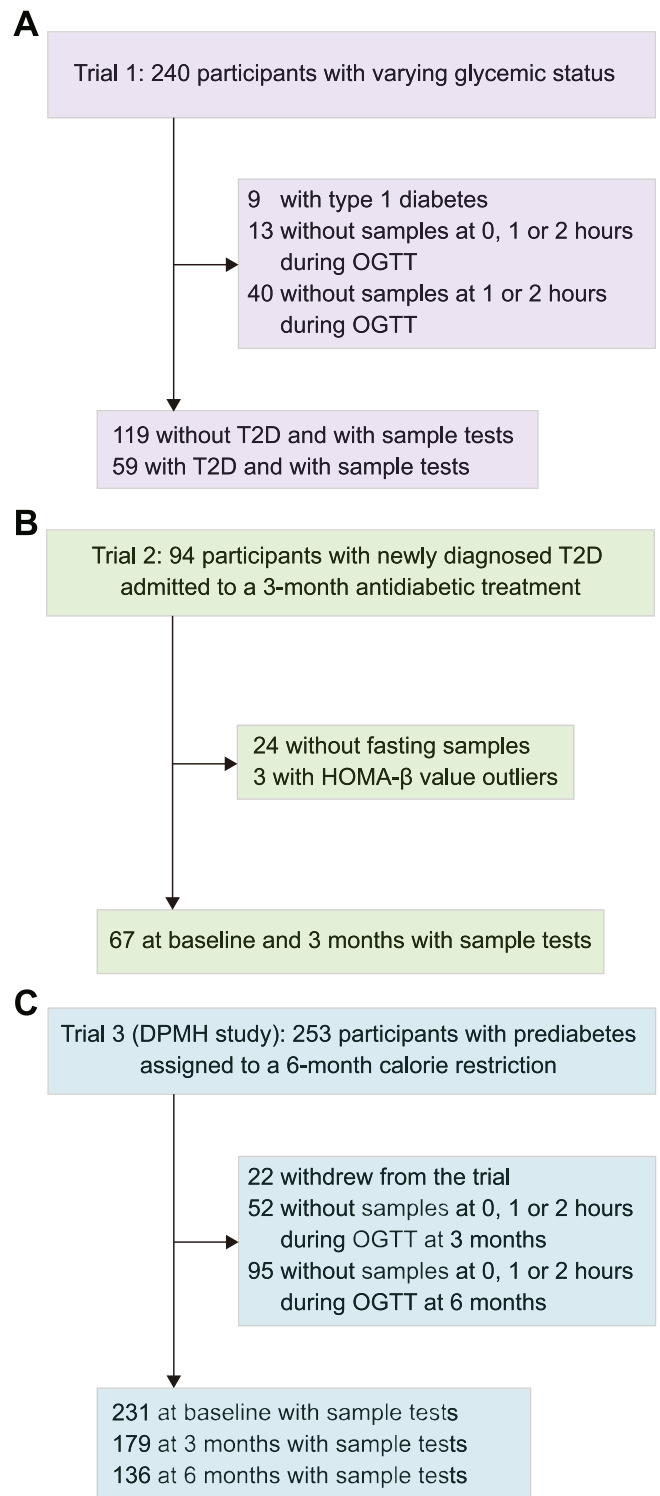 A
Trial 1: 240 participants with varying glycemic status
9 with type 1 diabetes
13 without samples at 0, 1 or 2 hours
during OGTT
40 without samples at 1 or 2 hours
during OGTT
119 without T2D and with sample tests
59 with T2D and with sample tests
B
Trial 2: 94 participants with newly diagnosed T2D
admitted to a 3-month antidiabetic treatment
24 without fasting samples
3 with HOMA-β value outliers
67 at baseline and 3 months with sample tests
C
Trial 3 (DPMH study): 253 participants with prediabetes
assigned to a 6-month calorie restriction
22 withdrew from the trial
52 without samples at 0, 1 or 2 hours
during OGTT at 3 months
95 without samples at 0, 1 or 2 hours
during OGTT at 6 months
231 at baseline with sample tests
179 at 3 months with sample tests
136 at 6 months with sample tests